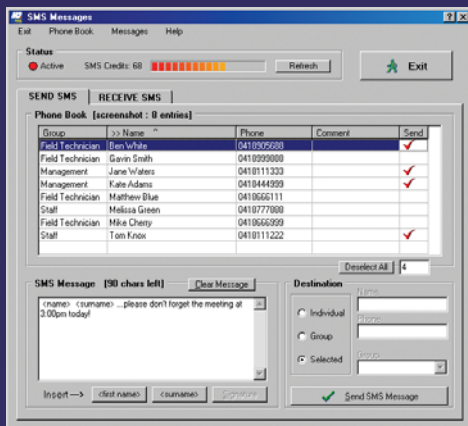 SMS Messages
Exit Phone Book Messages Help
Status
Active SMS Credits: 68 Refresh Exit
SEND SMS RECEIVE SMS
Phone Book [screenshot : 8 entries]
Group >> Name ^ Phone Comment Send
Field Technician Ben White 0418905688
Field Technician Gavin Smith 0418999888
Management Jane Waters 0418111333
Management Kate Adams 0418444999
Field Technician Matthew Blue 0418666111
Staff Melissa Green 0418777888
Field Technician Mike Cherry 0418666999
Staff Tom Knox 0418111222
Deselect All 4
SMS Message [90 chars left] Clear Message
<name> <surname> ...please don't forget the meeting at
3:00pm today!
Insert --> <first name> <surname> Signature
Destination
Name:
Individual
Phone:
Group
Group:
Selected
Send SMS Message